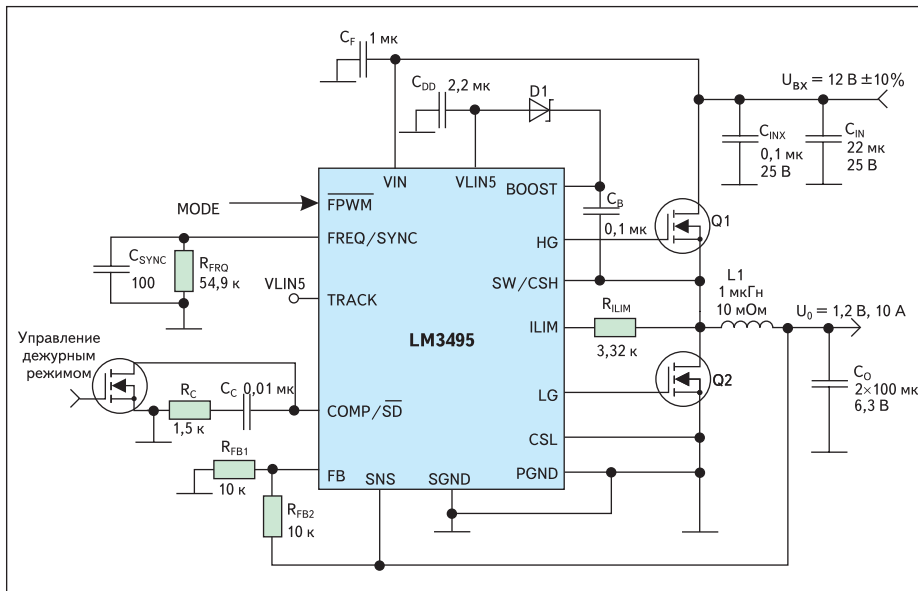 C_F 1 мк
C_DD 2,2 мк
D1
U_ВХ = 12 В ±10%
C_INX
0,1 мк
25 В
C_IN
22 мк
25 В
VIN
VLIN5
BOOST
C_B
0,1 мк
MODE
FPWM
Q1
FREQ/SYNC
HG
C_SYNC
100
R_FRQ
54,9 к
SW/CSH
VLIN5
TRACK
L1
1 мкГн
10 мОм
R_ILIM
3,32 к
ILIM
U_0 = 1,2 В, 10 А
LM3495
Управление
дежурным
режимом
Q2
C_O
2×100 мк
6,3 В
R_C
1,5 к
C_C 0,01 мк
COMP/SD
LG
CSL
R_FB1
10 к
FB
SNS
SGND
PGND
R_FB2
10 к